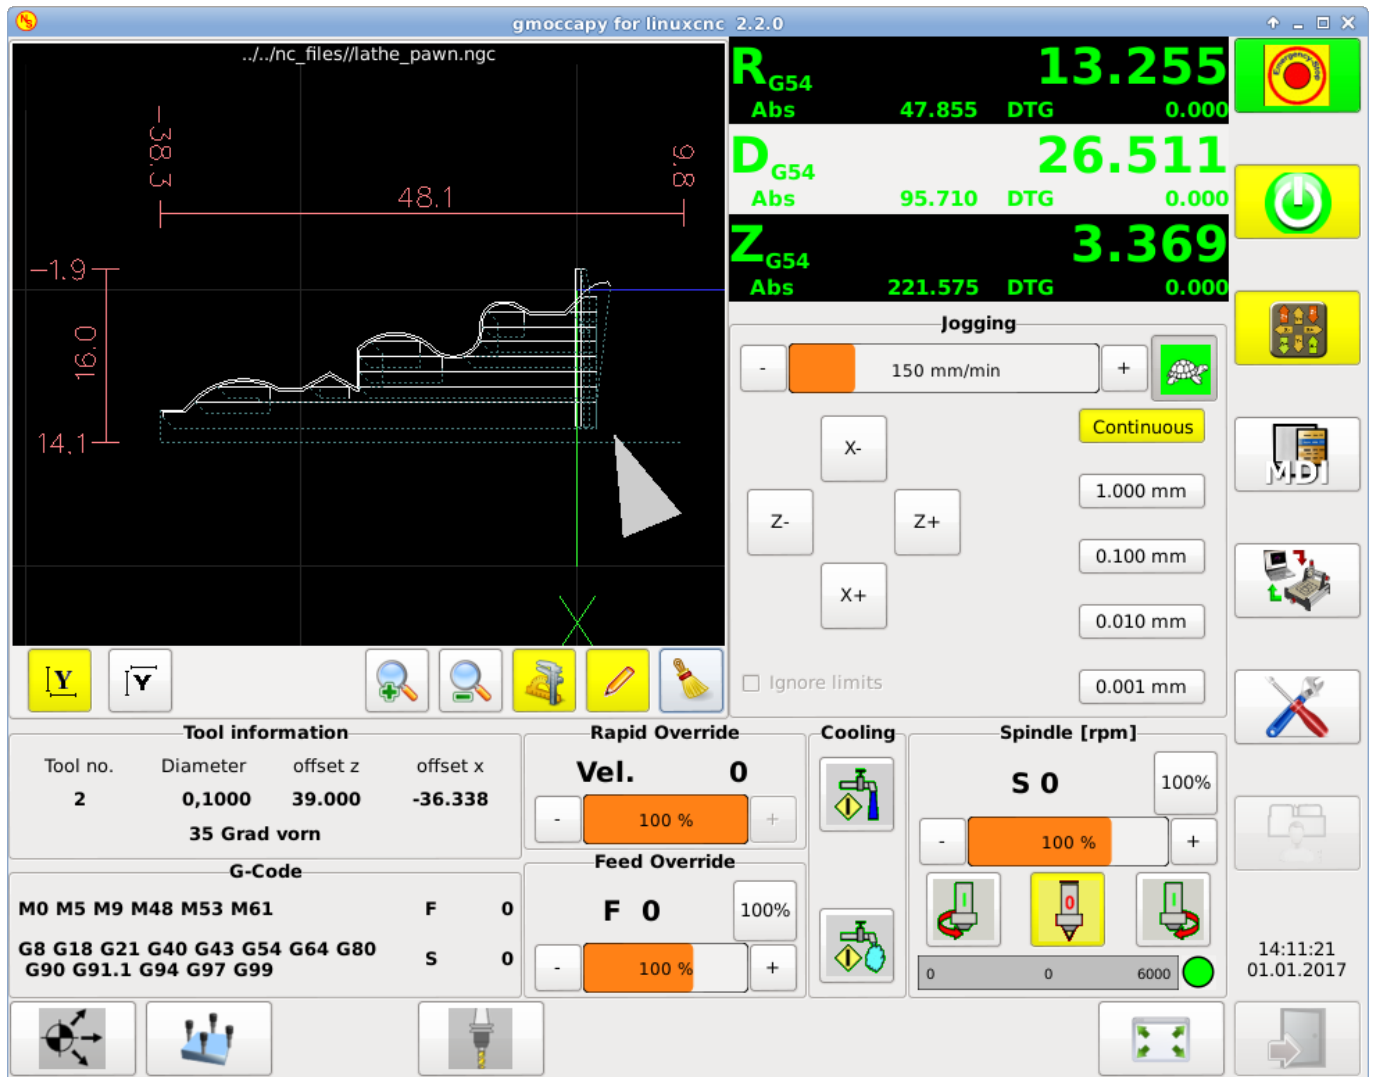 gmoccapy for linuxcnc 2.2.0
../../nc_files//lathe_pawn.ngc
-38.3
9.8
48.1
-1.9
16.0
14.1
X
R G54 13.255
Abs 47.855 DTG 0.000
D G54 26.511
Abs 95.710 DTG 0.000
Z G54 3.369
Abs 221.575 DTG 0.000
Emergency-Stop
Jogging
- 150 mm/min +
Continuous
X-
1.000 mm
Z- Z+
0.100 mm
X+
0.010 mm
Ignore limits
0.001 mm
MDI
Y Y
Tool information
Tool no. Diameter offset z offset x
2 0,1000 39.000 -36.338
35 Grad vorn
G-Code
M0 M5 M9 M48 M53 M61 F 0
G8 G18 G21 G40 G43 G54 G64 G80
G90 G91.1 G94 G97 G99
S 0
Rapid Override
Vel. 0
- 100 % +
Feed Override
F 0 100%
- 100 % +
Cooling
Spindle [rpm]
S 0 100%
- 100 % +
I 0 I
0 0 6000
14:11:21
01.01.2017